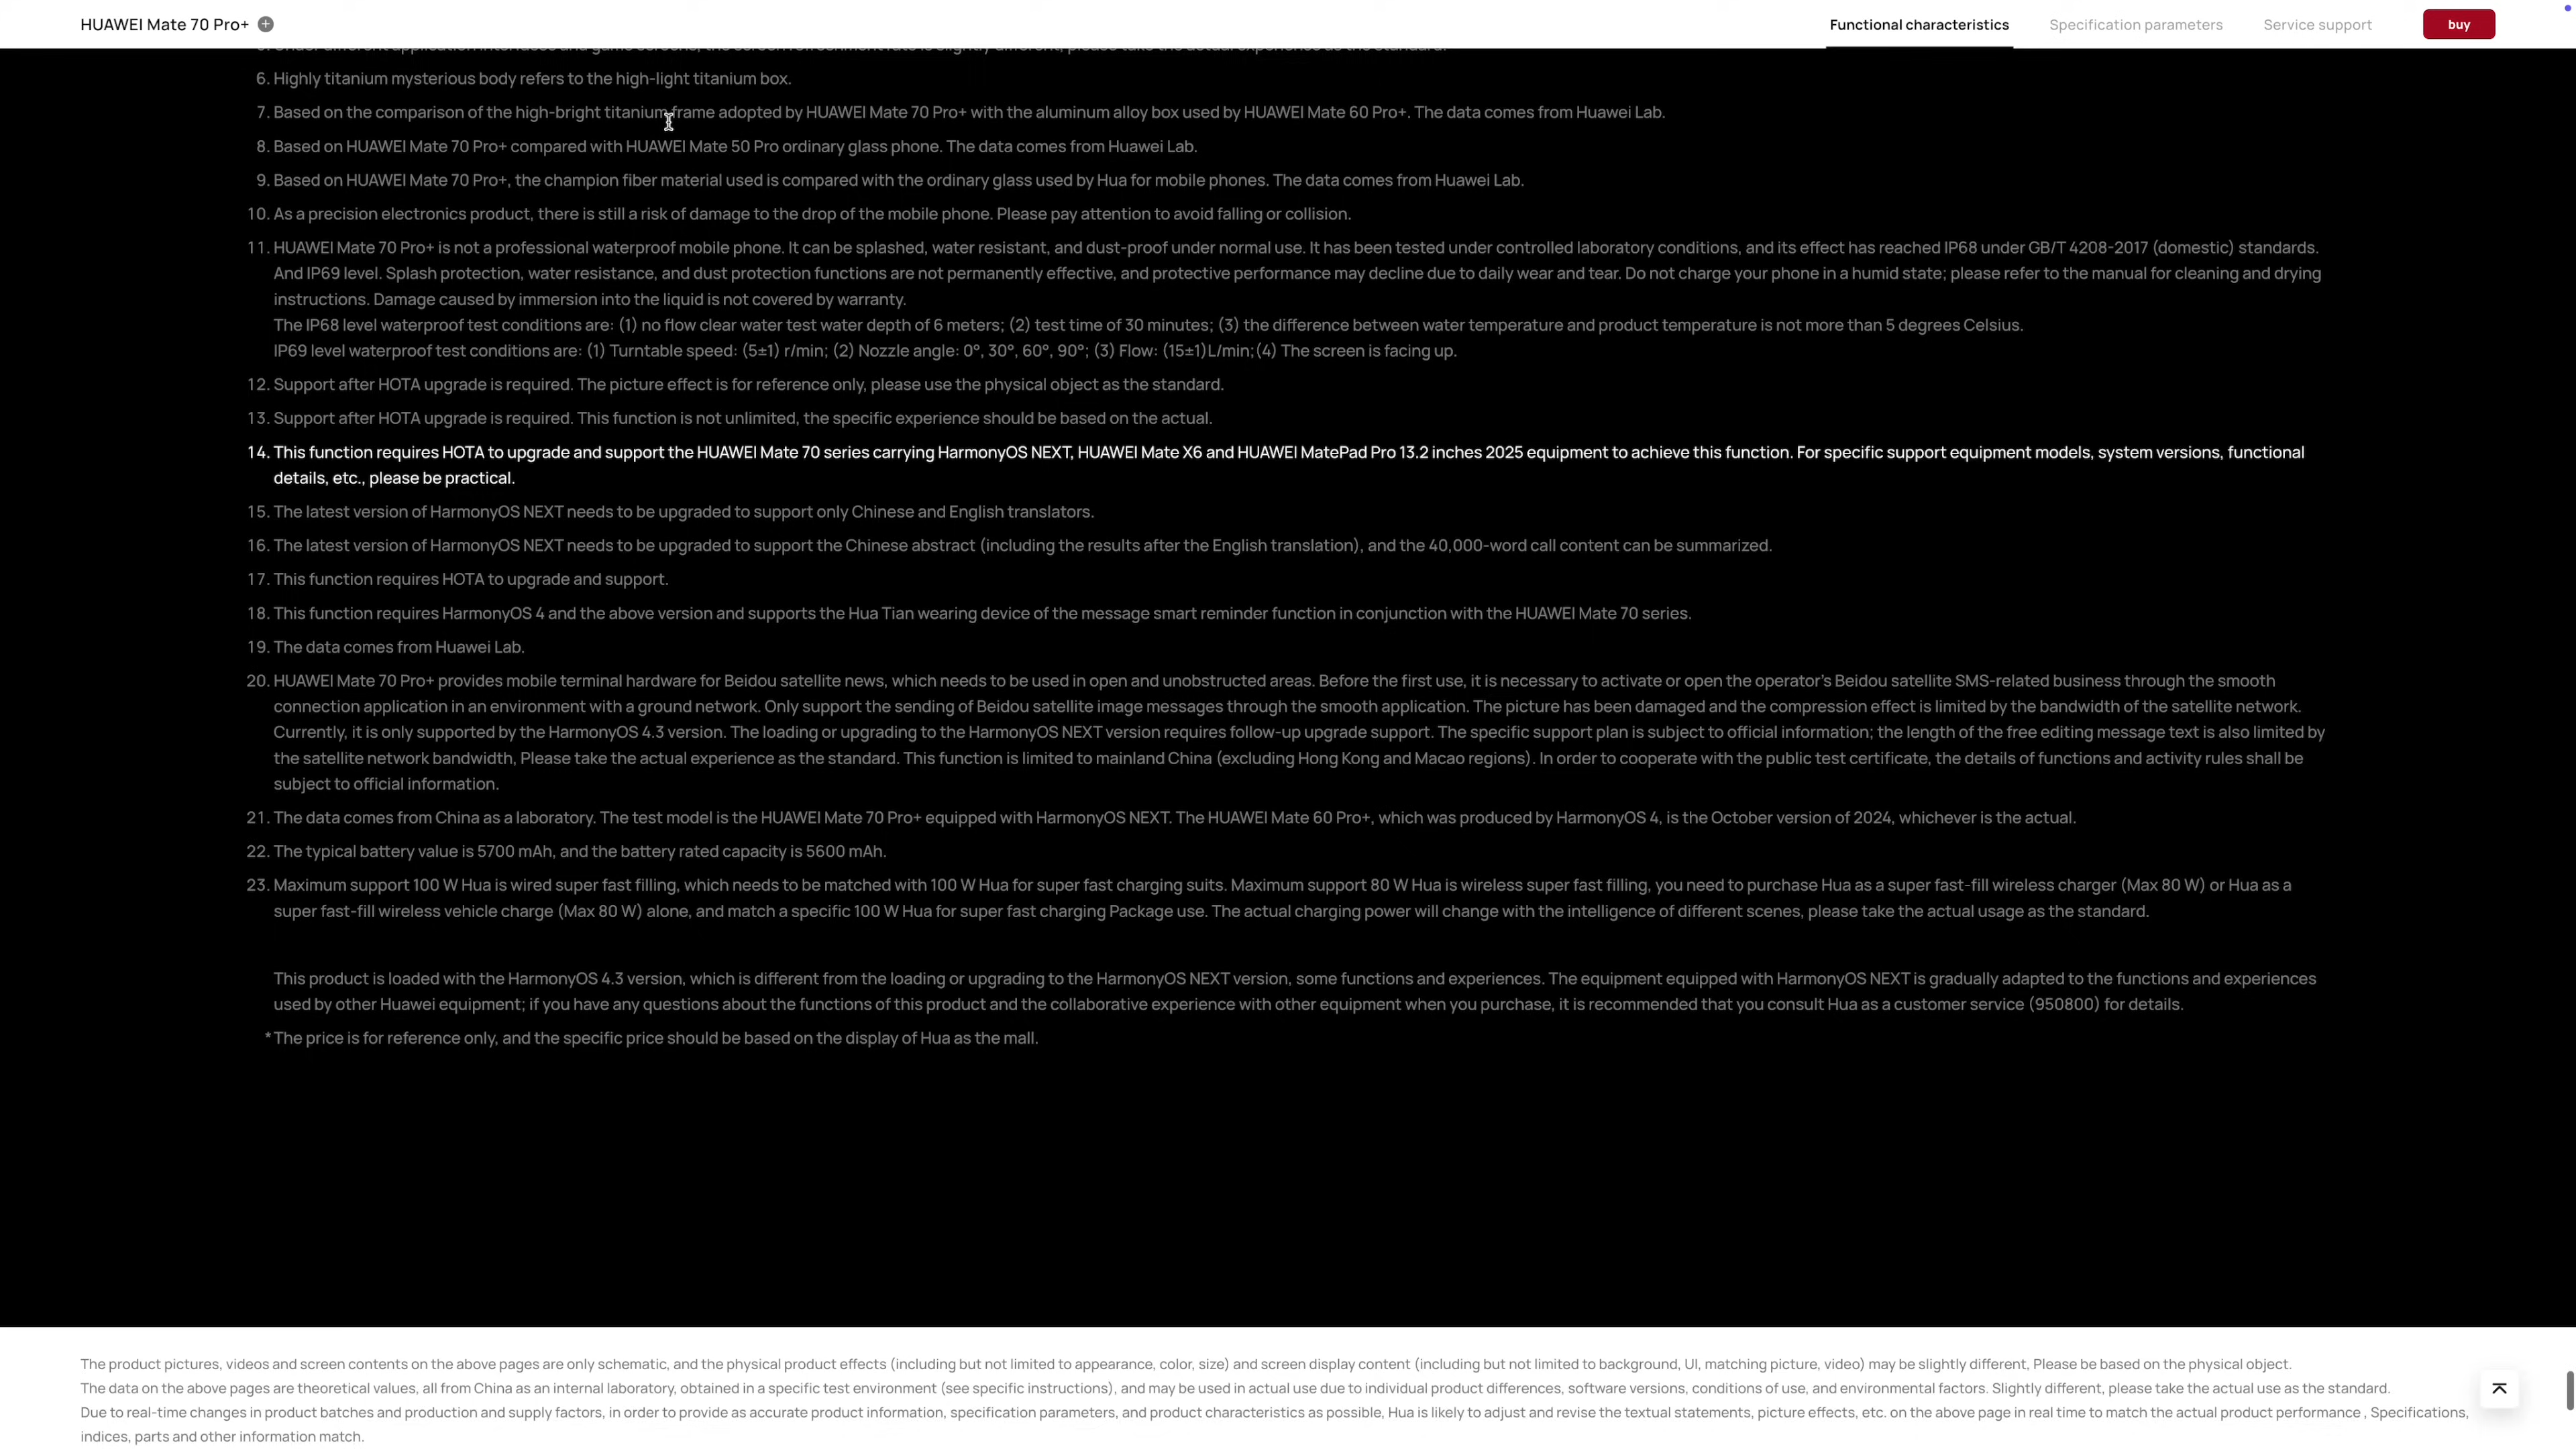 HUAWEI Mate 70 Pro+
Functional characteristics
Specification parameters
Service support
buy
5. Under different application interfaces and game screens, the screen refreshment rate is slightly different, please take the actual experience as the standard.
6. Highly titanium mysterious body refers to the high-light titanium box.
7. Based on the comparison of the high-bright titanium frame adopted by HUAWEI Mate 70 Pro+ with the aluminum alloy box used by HUAWEI Mate 60 Pro+. The data comes from Huawei Lab.
8. Based on HUAWEI Mate 70 Pro+ compared with HUAWEI Mate 50 Pro ordinary glass phone. The data comes from Huawei Lab.
9. Based on HUAWEI Mate 70 Pro+, the champion fiber material used is compared with the ordinary glass used by Hua for mobile phones. The data comes from Huawei Lab.
10. As a precision electronics product, there is still a risk of damage to the drop of the mobile phone. Please pay attention to avoid falling or collision.
11. HUAWEI Mate 70 Pro+ is not a professional waterproof mobile phone. It can be splashed, water resistant, and dust-proof under normal use. It has been tested under controlled laboratory conditions, and its effect has reached IP68 under GB/T 4208-2017 (domestic) standards.
And IP69 level. Splash protection, water resistance, and dust protection functions are not permanently effective, and protective performance may decline due to daily wear and tear. Do not charge your phone in a humid state; please refer to the manual for cleaning and drying
instructions. Damage caused by immersion into the liquid is not covered by warranty.
The IP68 level waterproof test conditions are: (1) no flow clear water test water depth of 6 meters; (2) test time of 30 minutes; (3) the difference between water temperature and product temperature is not more than 5 degrees Celsius.
IP69 level waterproof test conditions are: (1) Turntable speed: (5±1) r/min; (2) Nozzle angle: 0°, 30°, 60°, 90°; (3) Flow: (15±1)L/min;(4) The screen is facing up.
12. Support after HOTA upgrade is required. The picture effect is for reference only, please use the physical object as the standard.
13. Support after HOTA upgrade is required. This function is not unlimited, the specific experience should be based on the actual.
14. This function requires HOTA to upgrade and support the HUAWEI Mate 70 series carrying HarmonyOS NEXT, HUAWEI Mate X6 and HUAWEI MatePad Pro 13.2 inches 2025 equipment to achieve this function. For specific support equipment models, system versions, functional
details, etc., please be practical.
15. The latest version of HarmonyOS NEXT needs to be upgraded to support only Chinese and English translators.
16. The latest version of HarmonyOS NEXT needs to be upgraded to support the Chinese abstract (including the results after the English translation), and the 40,000-word call content can be summarized.
17. This function requires HOTA to upgrade and support.
18. This function requires HarmonyOS 4 and the above version and supports the Hua Tian wearing device of the message smart reminder function in conjunction with the HUAWEI Mate 70 series.
19. The data comes from Huawei Lab.
20. HUAWEI Mate 70 Pro+ provides mobile terminal hardware for Beidou satellite news, which needs to be used in open and unobstructed areas. Before the first use, it is necessary to activate or open the operator's Beidou satellite SMS-related business through the smooth
connection application in an environment with a ground network. Only support the sending of Beidou satellite image messages through the smooth application. The picture has been damaged and the compression effect is limited by the bandwidth of the satellite network.
Currently, it is only supported by the HarmonyOS 4.3 version. The loading or upgrading to the HarmonyOS NEXT version requires follow-up upgrade support. The specific support plan is subject to official information; the length of the free editing message text is also limited by
the satellite network bandwidth, Please take the actual experience as the standard. This function is limited to mainland China (excluding Hong Kong and Macao regions). In order to cooperate with the public test certificate, the details of functions and activity rules shall be
subject to official information.
21. The data comes from China as a laboratory. The test model is the HUAWEI Mate 70 Pro+ equipped with HarmonyOS NEXT. The HUAWEI Mate 60 Pro+, which was produced by HarmonyOS 4, is the October version of 2024, whichever is the actual.
22. The typical battery value is 5700 mAh, and the battery rated capacity is 5600 mAh.
23. Maximum support 100 W Hua is wired super fast filling, which needs to be matched with 100 W Hua for super fast charging suits. Maximum support 80 W Hua is wireless super fast filling, you need to purchase Hua as a super fast-fill wireless charger (Max 80 W) or Hua as a
super fast-fill wireless vehicle charge (Max 80 W) alone, and match a specific 100 W Hua for super fast charging Package use. The actual charging power will change with the intelligence of different scenes, please take the actual usage as the standard.
This product is loaded with the HarmonyOS 4.3 version, which is different from the loading or upgrading to the HarmonyOS NEXT version, some functions and experiences. The equipment equipped with HarmonyOS NEXT is gradually adapted to the functions and experiences
used by other Huawei equipment; if you have any questions about the functions of this product and the collaborative experience with other equipment when you purchase, it is recommended that you consult Hua as a customer service (950800) for details.
* The price is for reference only, and the specific price should be based on the display of Hua as the mall.
The product pictures, videos and screen contents on the above pages are only schematic, and the physical product effects (including but not limited to appearance, color, size) and screen display content (including but not limited to background, UI, matching picture, video) may be slightly different, Please be based on the physical object.
The data on the above pages are theoretical values, all from China as an internal laboratory, obtained in a specific test environment (see specific instructions), and may be used in actual use due to individual product differences, software versions, conditions of use, and environmental factors. Slightly different, please take the actual use as the standard.
Due to real-time changes in product batches and production and supply factors, in order to provide as accurate product information, specification parameters, and product characteristics as possible, Hua is likely to adjust and revise the textual statements, picture effects, etc. on the above page in real time to match the actual product performance , Specifications,
indices, parts and other information match.